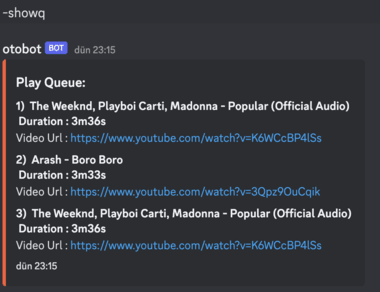 -showq
otobot BOT dün 23:15
Play Queue:
1) The Weeknd, Playboi Carti, Madonna - Popular (Official Audio)
Duration : 3m36s
Video Url : https://www.youtube.com/watch?v=K6WCcBP4lSs
2) Arash - Boro Boro
Duration : 3m33s
Video Url : https://www.youtube.com/watch?v=3Qpz9OuCqik
3) The Weeknd, Playboi Carti, Madonna - Popular (Official Audio)
Duration : 3m36s
Video Url : https://www.youtube.com/watch?v=K6WCcBP4lSs
dün 23:15